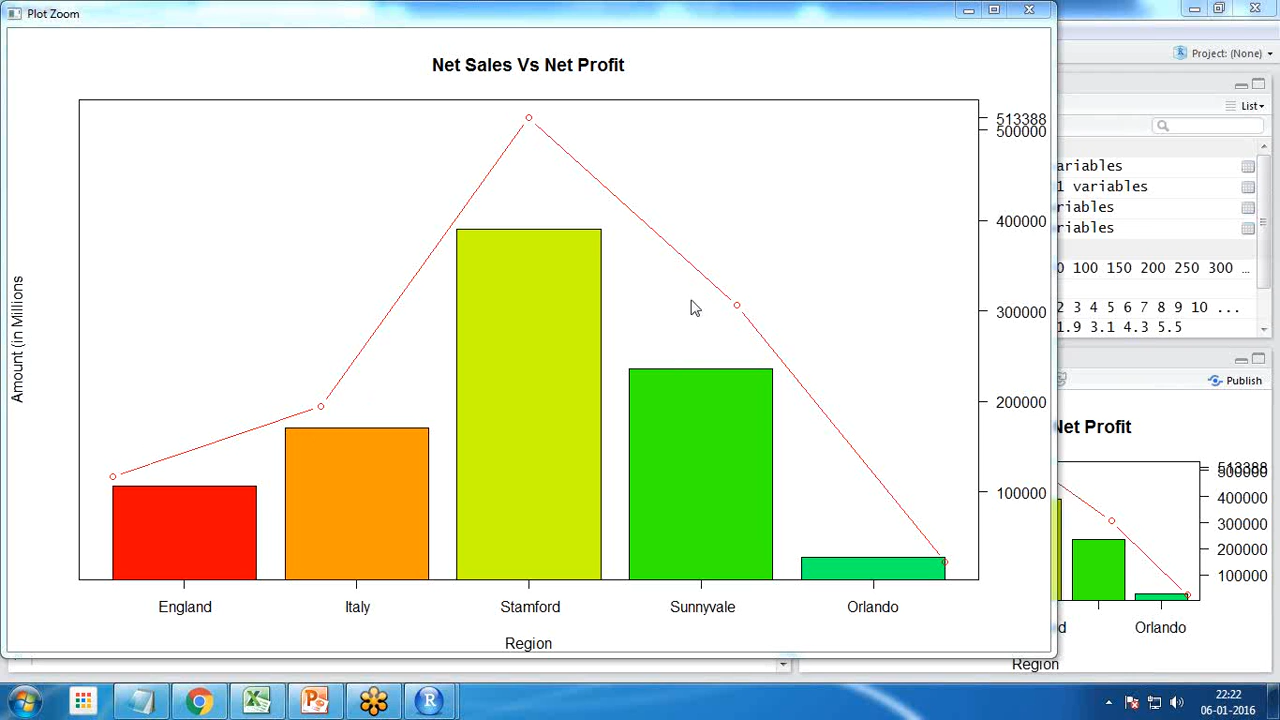 Plot Zoom
Net Sales Vs Net Profit
513388
500000
400000
300000
200000
100000
Amount (in Millions
England
Italy
Stamford
Sunnyvale
Orlando
Region
Project: (None)
List
ariables
1 variables
riables
riables
0 100 150 200 250 300 ...
2 3 4 5 6 7 8 9 10 ...
1.9 3.1 4.3 5.5
Publish
Net Profit
513388
500000
400000
300000
200000
100000
d
Orlando
Region
22:22
06-01-2016